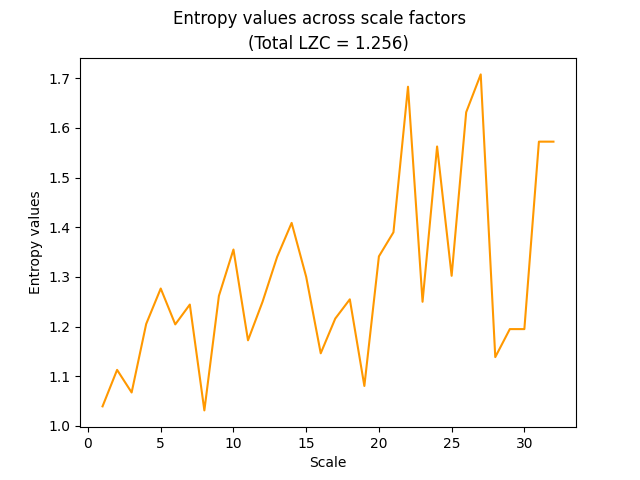 Entropy values across scale factors
(Total LZC = 1.256)
1.7
1.6
1.5
1.4
1.3
1.2
1.1
1.0
Entropy values
0 5 10 15 20 25 30
Scale